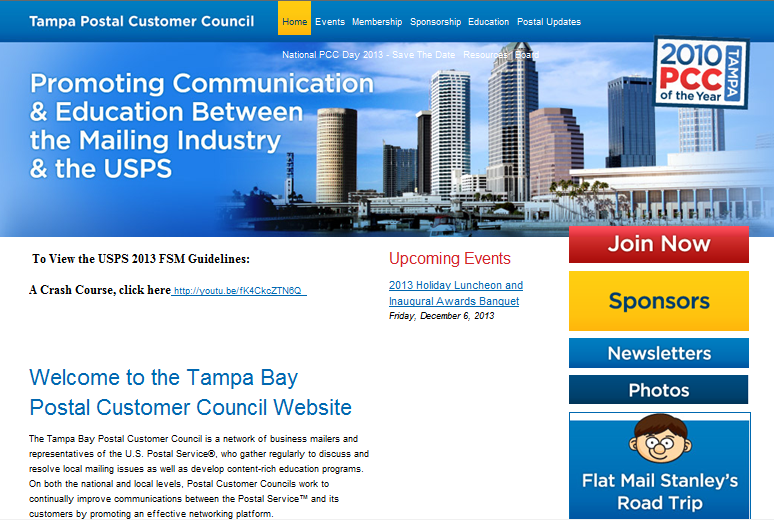 Tampa Postal Customer Council
Home Events Membership Sponsorship Education Postal Updates
National PCC Day 2013 - Save The Date Resources Board
2010
PCC
of the Year
TAMPA
Promoting Communication
& Education Between
the Mailing Industry
& the USPS
To View the USPS 2013 FSM Guidelines:
A Crash Course, click here http://youtu.be/fK4CkcZTN6Q
Upcoming Events
2013 Holiday Luncheon and
Inaugural Awards Banquet
Friday, December 6, 2013
Join Now
Sponsors
Newsletters
Photos
Flat Mail Stanley's
Road Trip
Welcome to the Tampa Bay
Postal Customer Council Website
The Tampa Bay Postal Customer Council is a network of business mailers and
representatives of the U.S. Postal Service®, who gather regularly to discuss and
resolve local mailing issues as well as develop content-rich education programs.
On both the national and local levels, Postal Customer Councils work to
continually improve communications between the Postal Service™ and its
customers by promoting an effective networking platform.